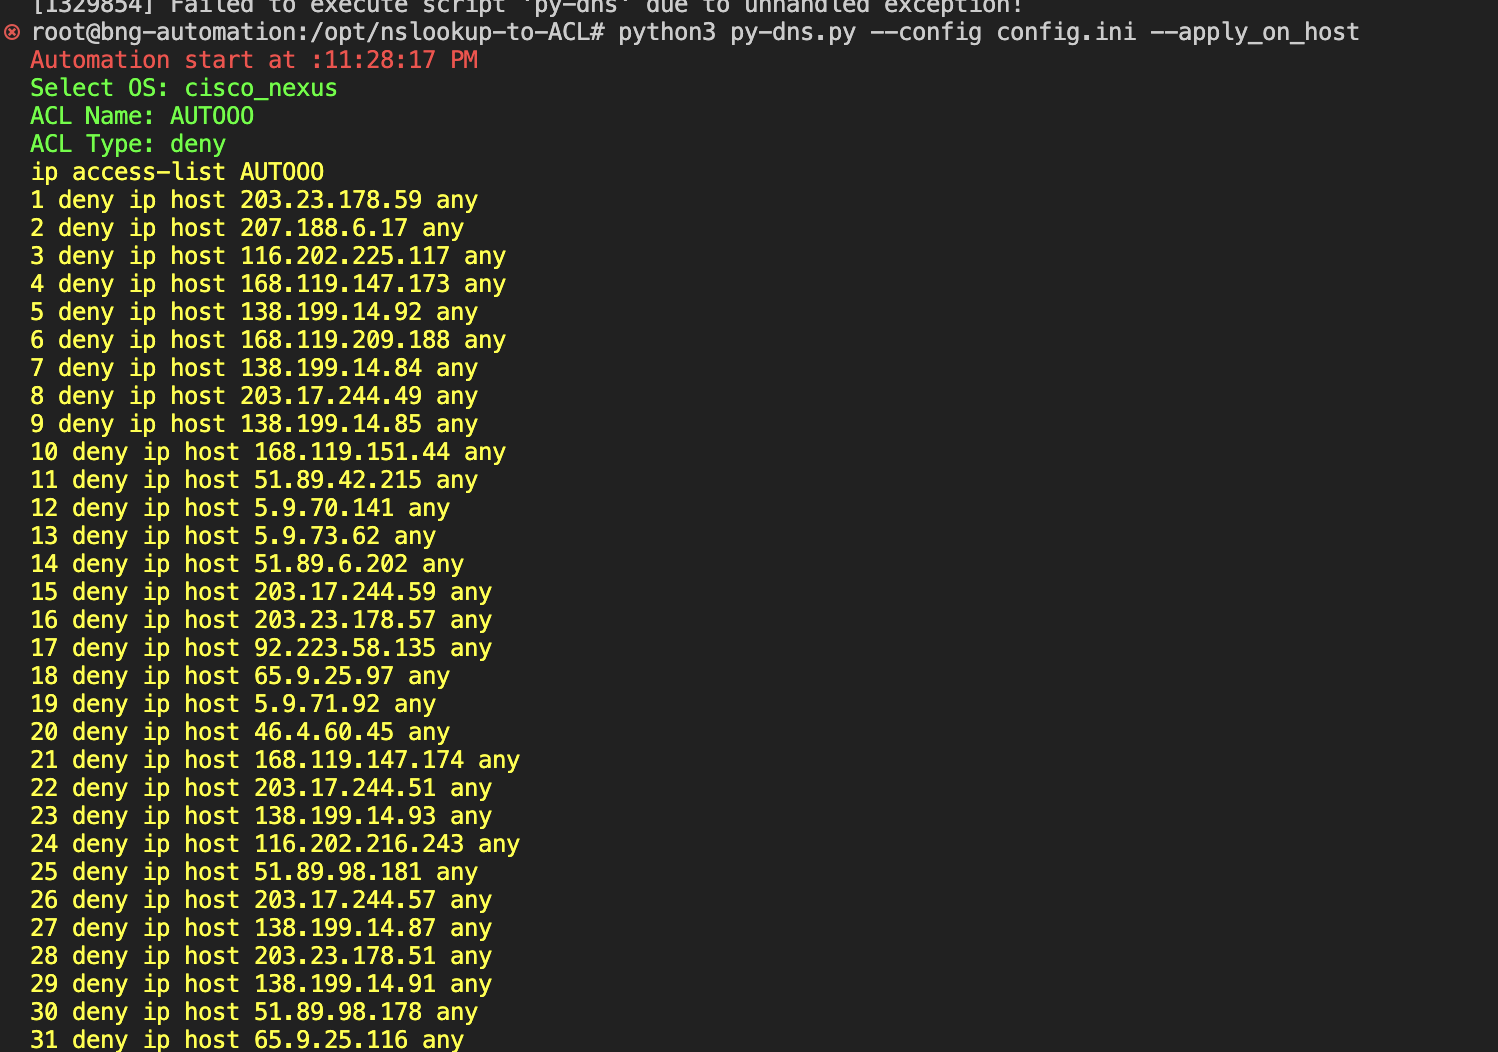 [1329854] Failed to execute script 'py-dns' due to unhandled exception!
root@bng-automation:/opt/nslookup-to-ACL# python3 py-dns.py --config config.ini --apply_on_host
Automation start at :11:28:17 PM
Select OS: cisco_nexus
ACL Name: AUTOOO
ACL Type: deny
ip access-list AUTOOO
1 deny ip host 203.23.178.59 any
2 deny ip host 207.188.6.17 any
3 deny ip host 116.202.225.117 any
4 deny ip host 168.119.147.173 any
5 deny ip host 138.199.14.92 any
6 deny ip host 168.119.209.188 any
7 deny ip host 138.199.14.84 any
8 deny ip host 203.17.244.49 any
9 deny ip host 138.199.14.85 any
10 deny ip host 168.119.151.44 any
11 deny ip host 51.89.42.215 any
12 deny ip host 5.9.70.141 any
13 deny ip host 5.9.73.62 any
14 deny ip host 51.89.6.202 any
15 deny ip host 203.17.244.59 any
16 deny ip host 203.23.178.57 any
17 deny ip host 92.223.58.135 any
18 deny ip host 65.9.25.97 any
19 deny ip host 5.9.71.92 any
20 deny ip host 46.4.60.45 any
21 deny ip host 168.119.147.174 any
22 deny ip host 203.17.244.51 any
23 deny ip host 138.199.14.93 any
24 deny ip host 116.202.216.243 any
25 deny ip host 51.89.98.181 any
26 deny ip host 203.17.244.57 any
27 deny ip host 138.199.14.87 any
28 deny ip host 203.23.178.51 any
29 deny ip host 138.199.14.91 any
30 deny ip host 51.89.98.178 any
31 deny ip host 65.9.25.116 any